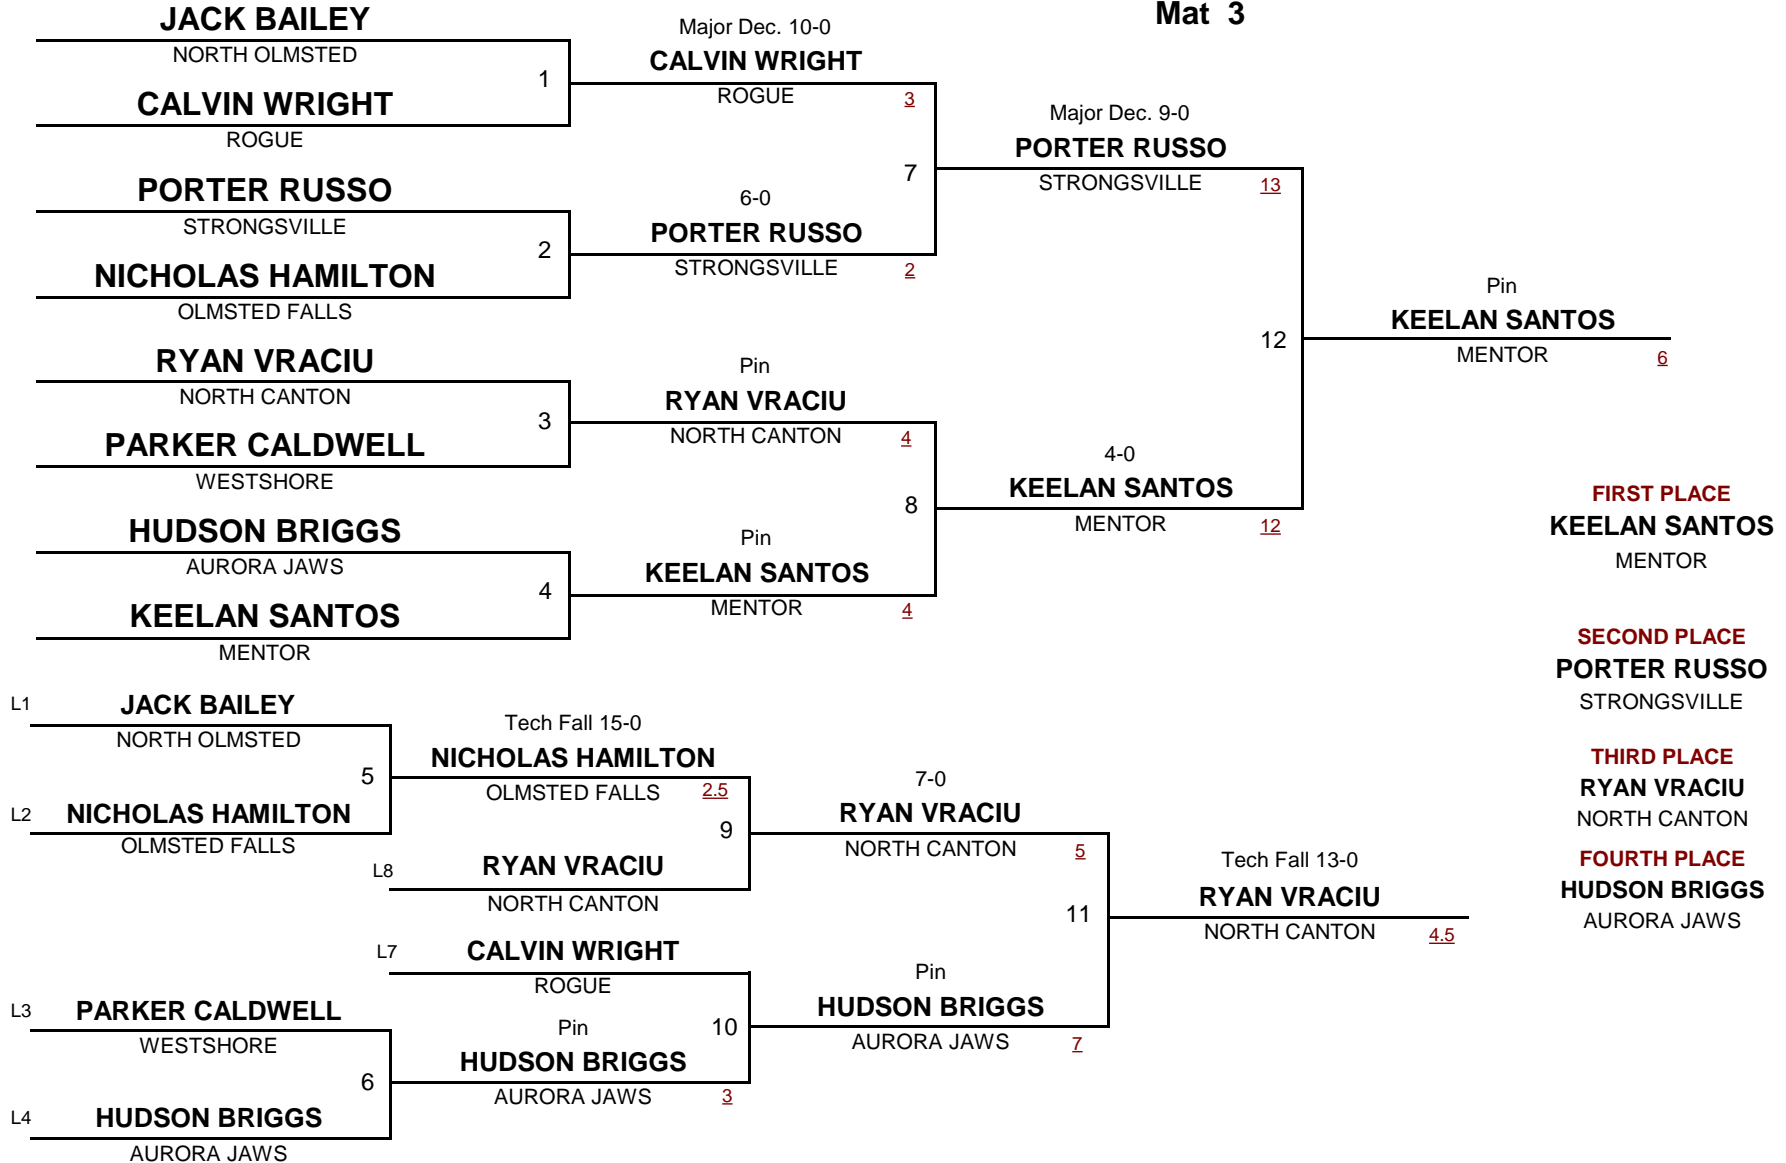 Mat 3
JACK BAILEY
NORTH OLMSTED
1
CALVIN WRIGHT
ROGUE
PORTER RUSSO
STRONGSVILLE
2
NICHOLAS HAMILTON
OLMSTED FALLS
RYAN VRACIU
NORTH CANTON
3
PARKER CALDWELL
WESTSHORE
HUDSON BRIGGS
AURORA JAWS
4
KEELAN SANTOS
MENTOR
Major Dec. 10-0
CALVIN WRIGHT
ROGUE 3
7
6-0
PORTER RUSSO
STRONGSVILLE 2
Pin
RYAN VRACIU
NORTH CANTON 4
8
Pin
KEELAN SANTOS
MENTOR 4
Major Dec. 9-0
PORTER RUSSO
STRONGSVILLE 13
12
4-0
KEELAN SANTOS
MENTOR 12
Pin
KEELAN SANTOS
MENTOR 6
FIRST PLACE
KEELAN SANTOS
MENTOR
SECOND PLACE
PORTER RUSSO
STRONGSVILLE
THIRD PLACE
RYAN VRACIU
NORTH CANTON
FOURTH PLACE
HUDSON BRIGGS
AURORA JAWS
L1 JACK BAILEY
NORTH OLMSTED
5
L2 NICHOLAS HAMILTON
OLMSTED FALLS
Tech Fall 15-0
NICHOLAS HAMILTON
OLMSTED FALLS 2.5
9
L8 RYAN VRACIU
NORTH CANTON
L7 CALVIN WRIGHT
ROGUE
10
L3 PARKER CALDWELL
WESTSHORE
6
L4 HUDSON BRIGGS
AURORA JAWS
Pin
HUDSON BRIGGS
AURORA JAWS 3
7-0
RYAN VRACIU
NORTH CANTON 5
11
Pin
HUDSON BRIGGS
AURORA JAWS 7
Tech Fall 13-0
RYAN VRACIU
NORTH CANTON 4.5